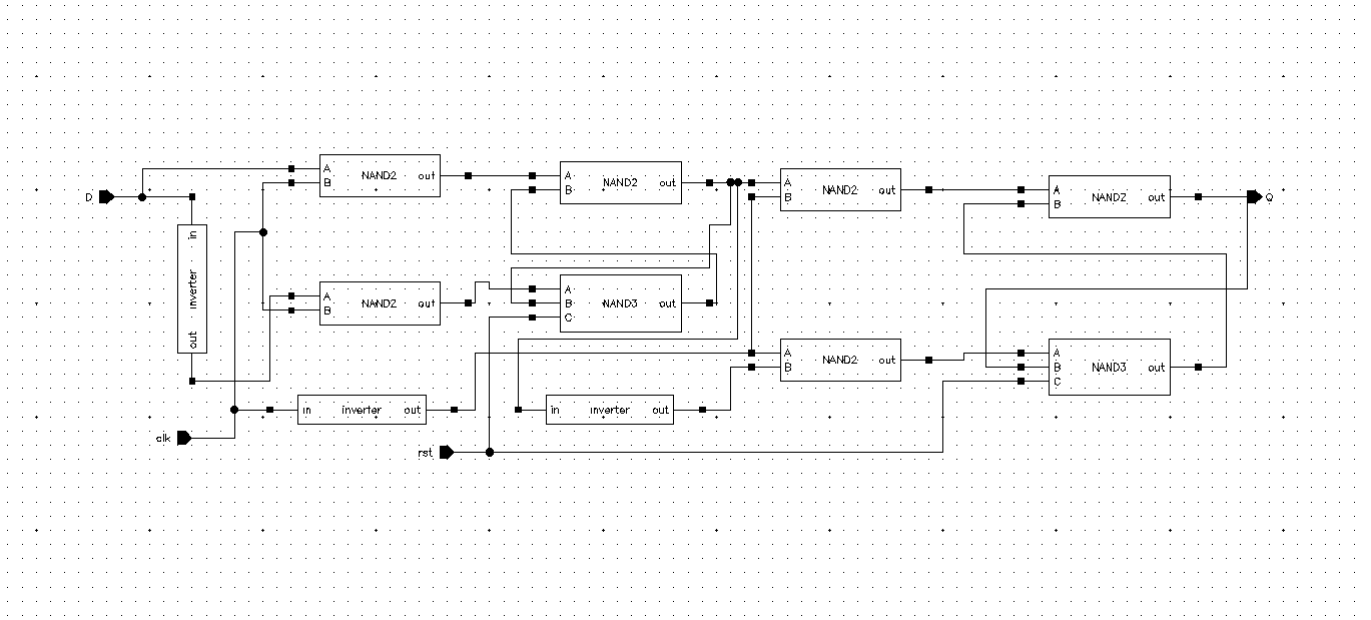 A NAND2 out
B
A NAND2 out
B
A NAND2 out
B
A NAND2 out
B
D
Q
in
inverter
out
A NAND2 out
B
A
B NAND3 out
C
A NAND2 out
B
A
B NAND3 out
C
in inverter out
in inverter out
clk
rst